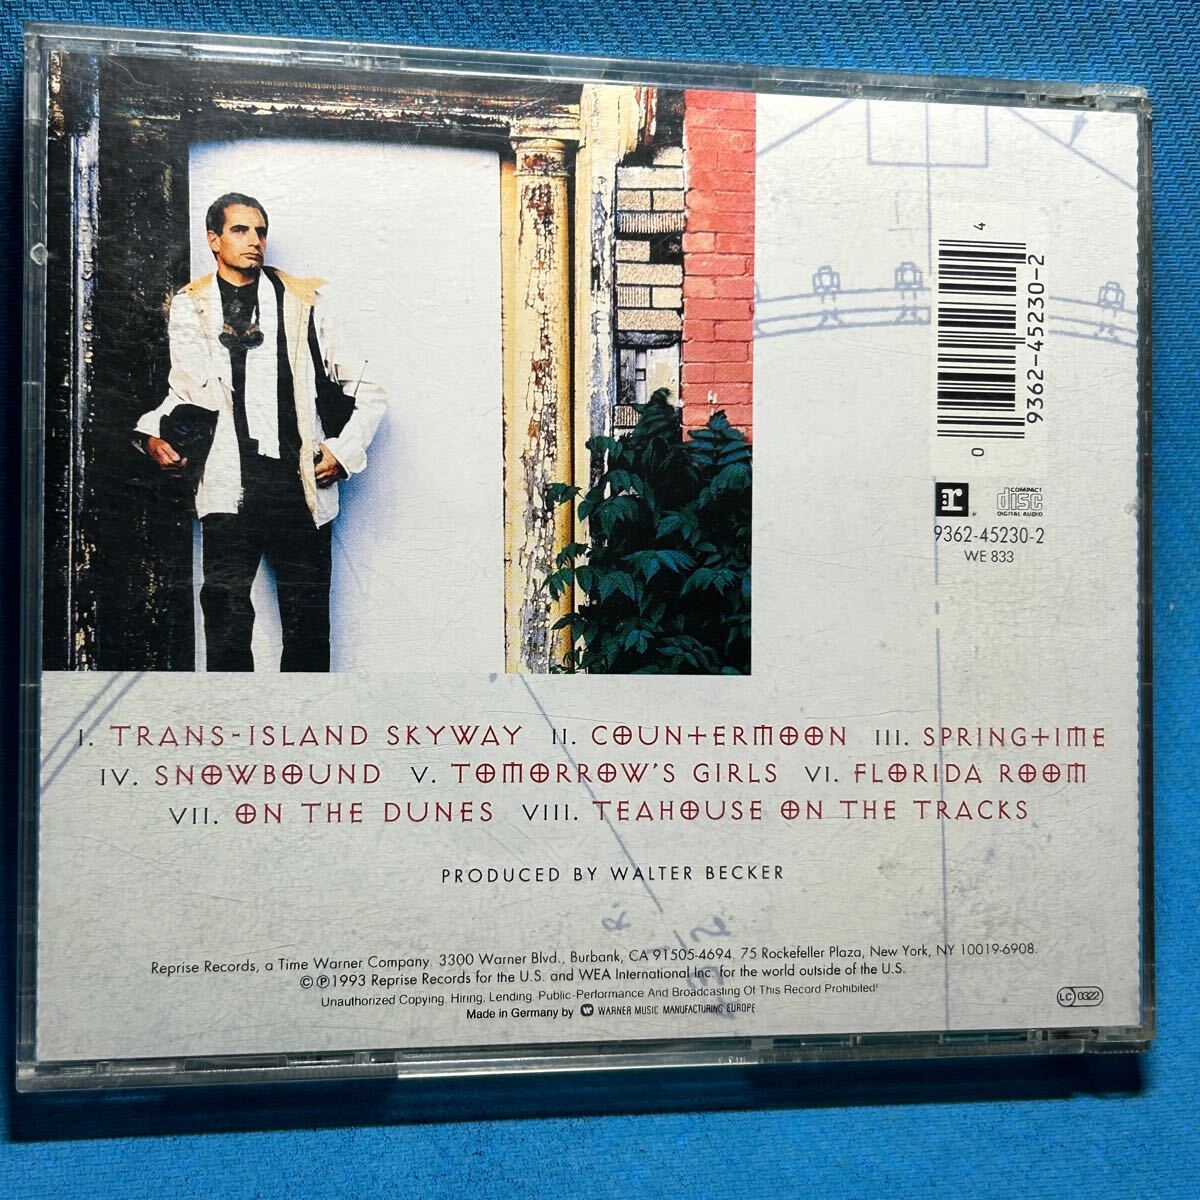 4
9362-45230-2
0
r
COMPACT
disc
DIGITAL AUDIO
9362-45230-2
WE 833
I. TRANS-ISLAND SKYWAY II. COUNTERMOON III. SPRINGTIME
IV. SNOWBOUND V. TOMORROW'S GIRLS VI. FLORIDA ROOM
VII. ON THE DUNES VIII. TEAHOUSE ON THE TRACKS
PRODUCED BY WALTER BECKER
Reprise Records, a Time Warner Company. 3300 Warner Blvd., Burbank, CA 91505-4694. 75 Rockefeller Plaza, New York, NY 10019-6908.
©℗1993 Reprise Records for the U.S. and WEA International Inc. for the world outside of the U.S.
Unauthorized Copying, Hiring, Lending, Public-Performance And Broadcasting Of This Record Prohibited!
Made in Germany by WARNER MUSIC MANUFACTURING EUROPE
LC 0322